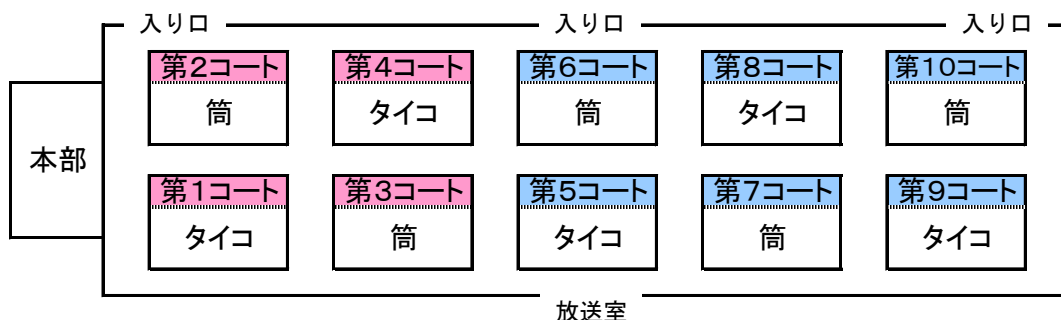 入り口 入り口 入り口
第2コート 第4コート 第6コート 第8コート 第10コート
筒 タイコ 筒 タイコ 筒
本部
第1コート 第3コート 第5コート 第7コート 第9コート
タイコ 筒 タイコ 筒 タイコ
放送室